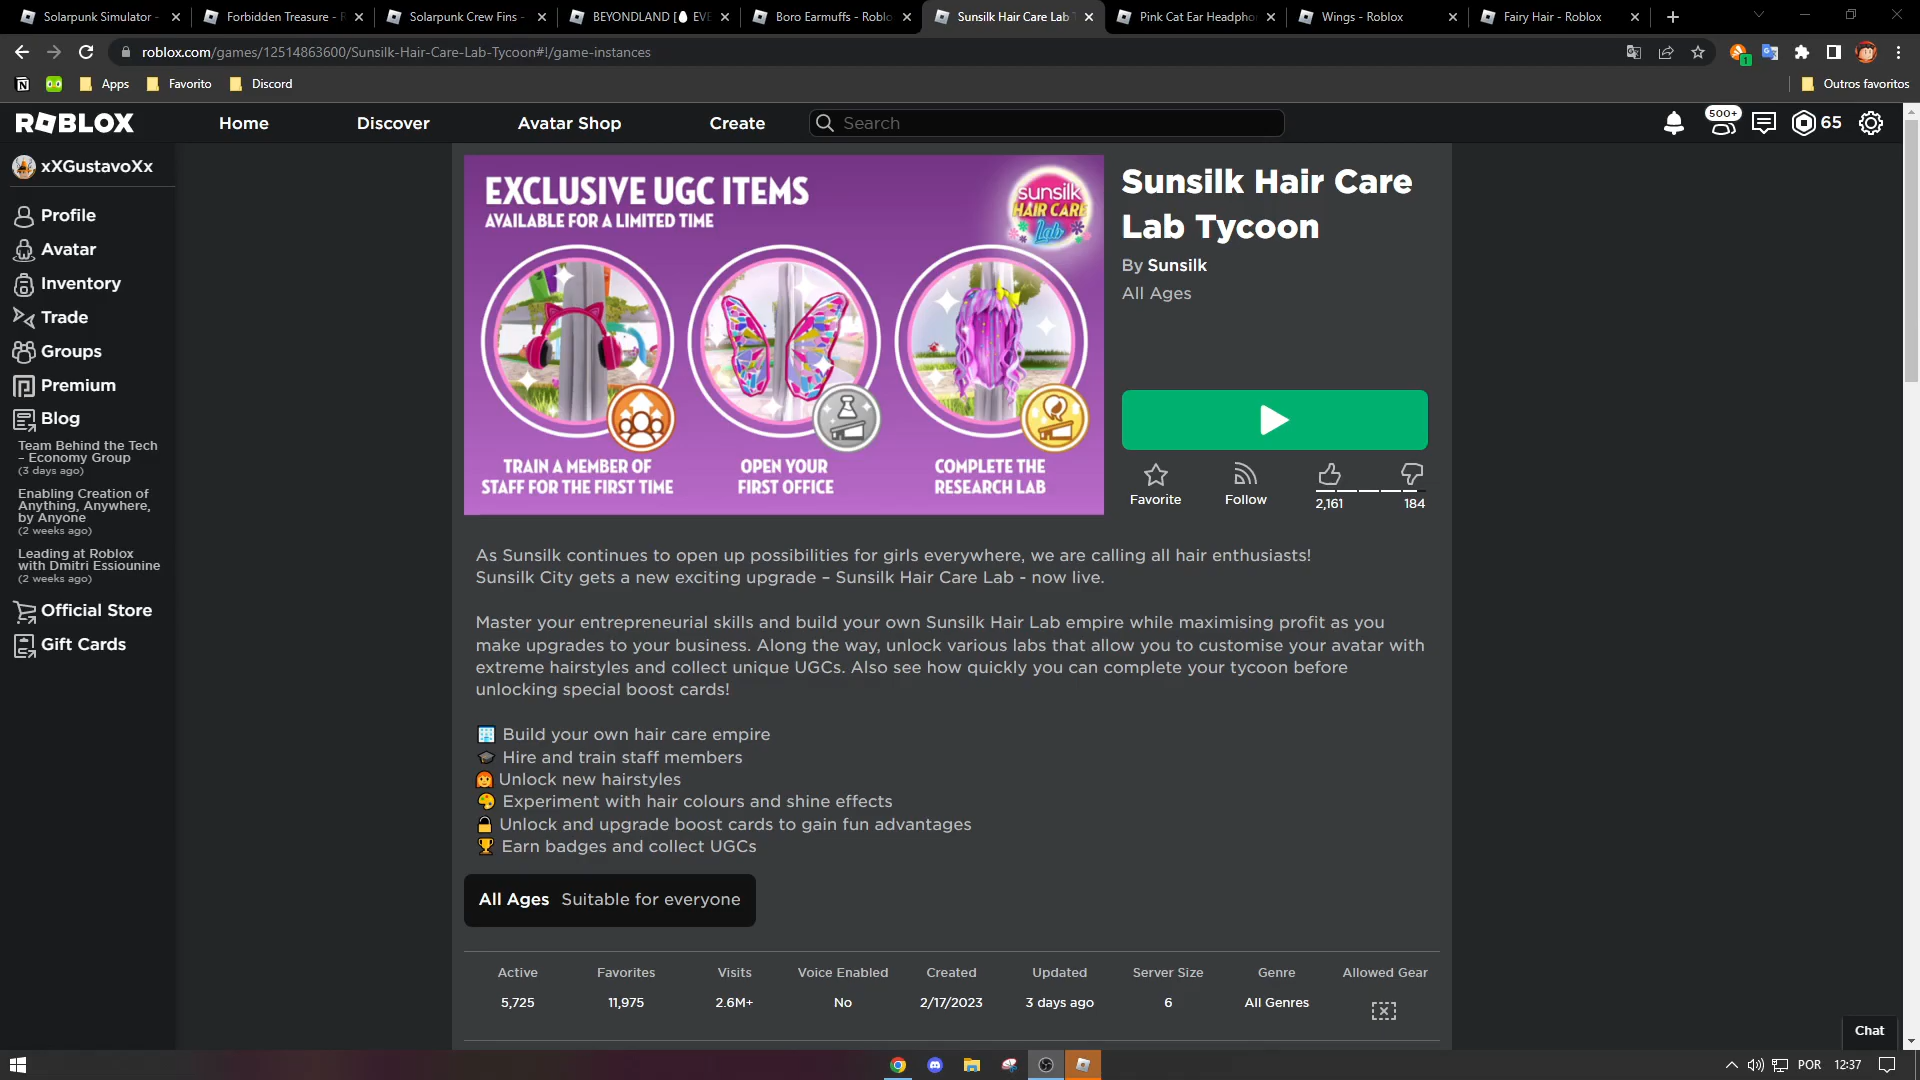 Solarpunk Simulator -
Forbidden Treasure - R
Solarpunk Crew Fins -
BEYONDLAND [🥚 EVE
Boro Earmuffs - Roblo
Sunsilk Hair Care Lab T
Pink Cat Ear Headphon
Wings - Roblox
Fairy Hair - Roblox
roblox.com/games/12514863600/Sunsilk-Hair-Care-Lab-Tycoon#!/game-instances
1
Apps
Favorito
Discord
Outros favoritos
ROBLOX
Home
Discover
Avatar Shop
Create
Search
500+
65
xXGustavoXx
Profile
Avatar
Inventory
Trade
Groups
Premium
Blog
Team Behind the Tech
– Economy Group
(3 days ago)
Enabling Creation of
Anything, Anywhere,
by Anyone
(2 weeks ago)
Leading at Roblox
with Dmitri Essiounine
(2 weeks ago)
Official Store
Gift Cards
EXCLUSIVE UGC ITEMS
AVAILABLE FOR A LIMITED TIME
sunsilk
HAIR CARE
Lab
TRAIN A MEMBER OF
STAFF FOR THE FIRST TIME
OPEN YOUR
FIRST OFFICE
COMPLETE THE
RESEARCH LAB
Sunsilk Hair Care
Lab Tycoon
By Sunsilk
All Ages
Favorite
Follow
2,161
184
As Sunsilk continues to open up possibilities for girls everywhere, we are calling all hair enthusiasts!
Sunsilk City gets a new exciting upgrade – Sunsilk Hair Care Lab - now live.
Master your entrepreneurial skills and build your own Sunsilk Hair Lab empire while maximising profit as you
make upgrades to your business. Along the way, unlock various labs that allow you to customise your avatar with
extreme hairstyles and collect unique UGCs. Also see how quickly you can complete your tycoon before
unlocking special boost cards!
🏢 Build your own hair care empire
🎓 Hire and train staff members
👩‍🦰 Unlock new hairstyles
🎨 Experiment with hair colours and shine effects
🔓 Unlock and upgrade boost cards to gain fun advantages
🏆 Earn badges and collect UGCs
All Ages Suitable for everyone
Active Favorites Visits Voice Enabled Created Updated Server Size Genre Allowed Gear
5,725 11,975 2.6M+ No 2/17/2023 3 days ago 6 All Genres
Chat
POR
12:37